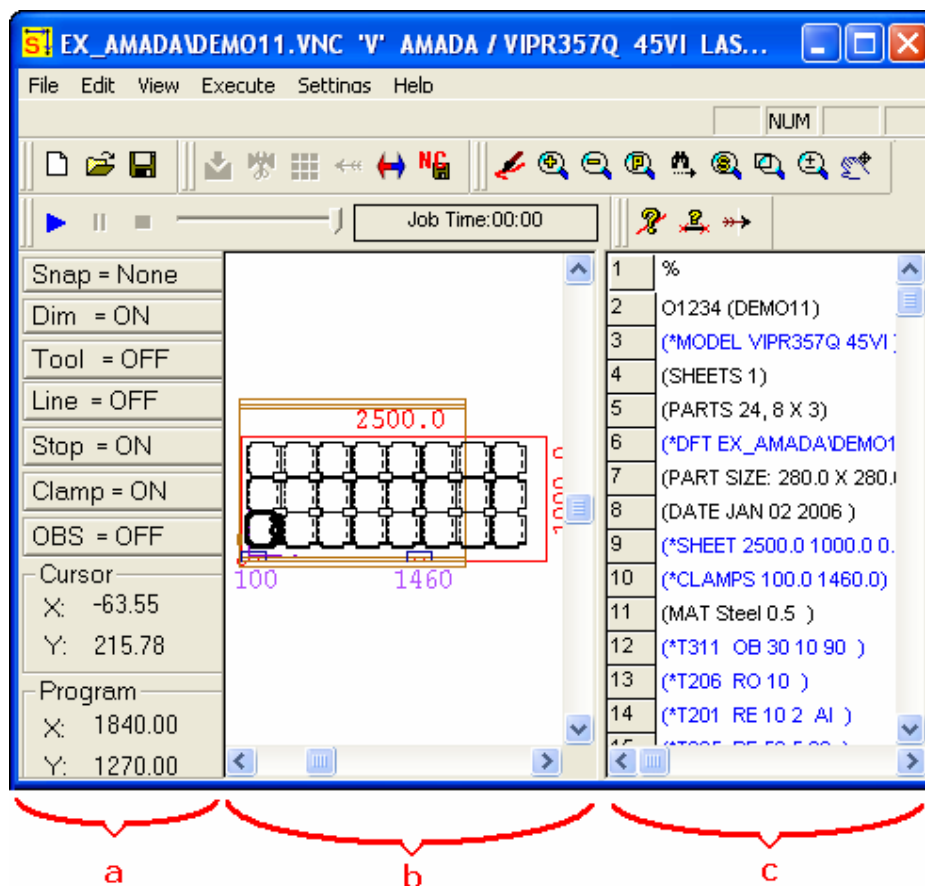 EX_AMADA\DEMO11.VNC 'V' AMADA / VIPR357Q 45VI LAS...
File Edit View Execute Settings Help
NUM
Job Time:00:00
Snap = None
Dim = ON
Tool = OFF
Line = OFF
Stop = ON
Clamp = ON
OBS = OFF
Cursor
X: -63.55
Y: 215.78
Program
X: 1840.00
Y: 1270.00
2500.0
100 1460
1 %
2 O1234 (DEMO11)
3 (*MODEL VIPR357Q 45VI )
4 (SHEETS 1)
5 (PARTS 24, 8 X 3)
6 (*DFT EX_AMADA\DEMO1
7 (PART SIZE: 280.0 X 280.
8 (DATE JAN 02 2006 )
9 (*SHEET 2500.0 1000.0 0.
10 (*CLAMPS 100.0 1460.0)
11 (MAT Steel 0.5 )
12 (*T311 OB 30 10 90 )
13 (*T206 RO 10 )
14 (*T201 RE 10 2 AI )
a b c